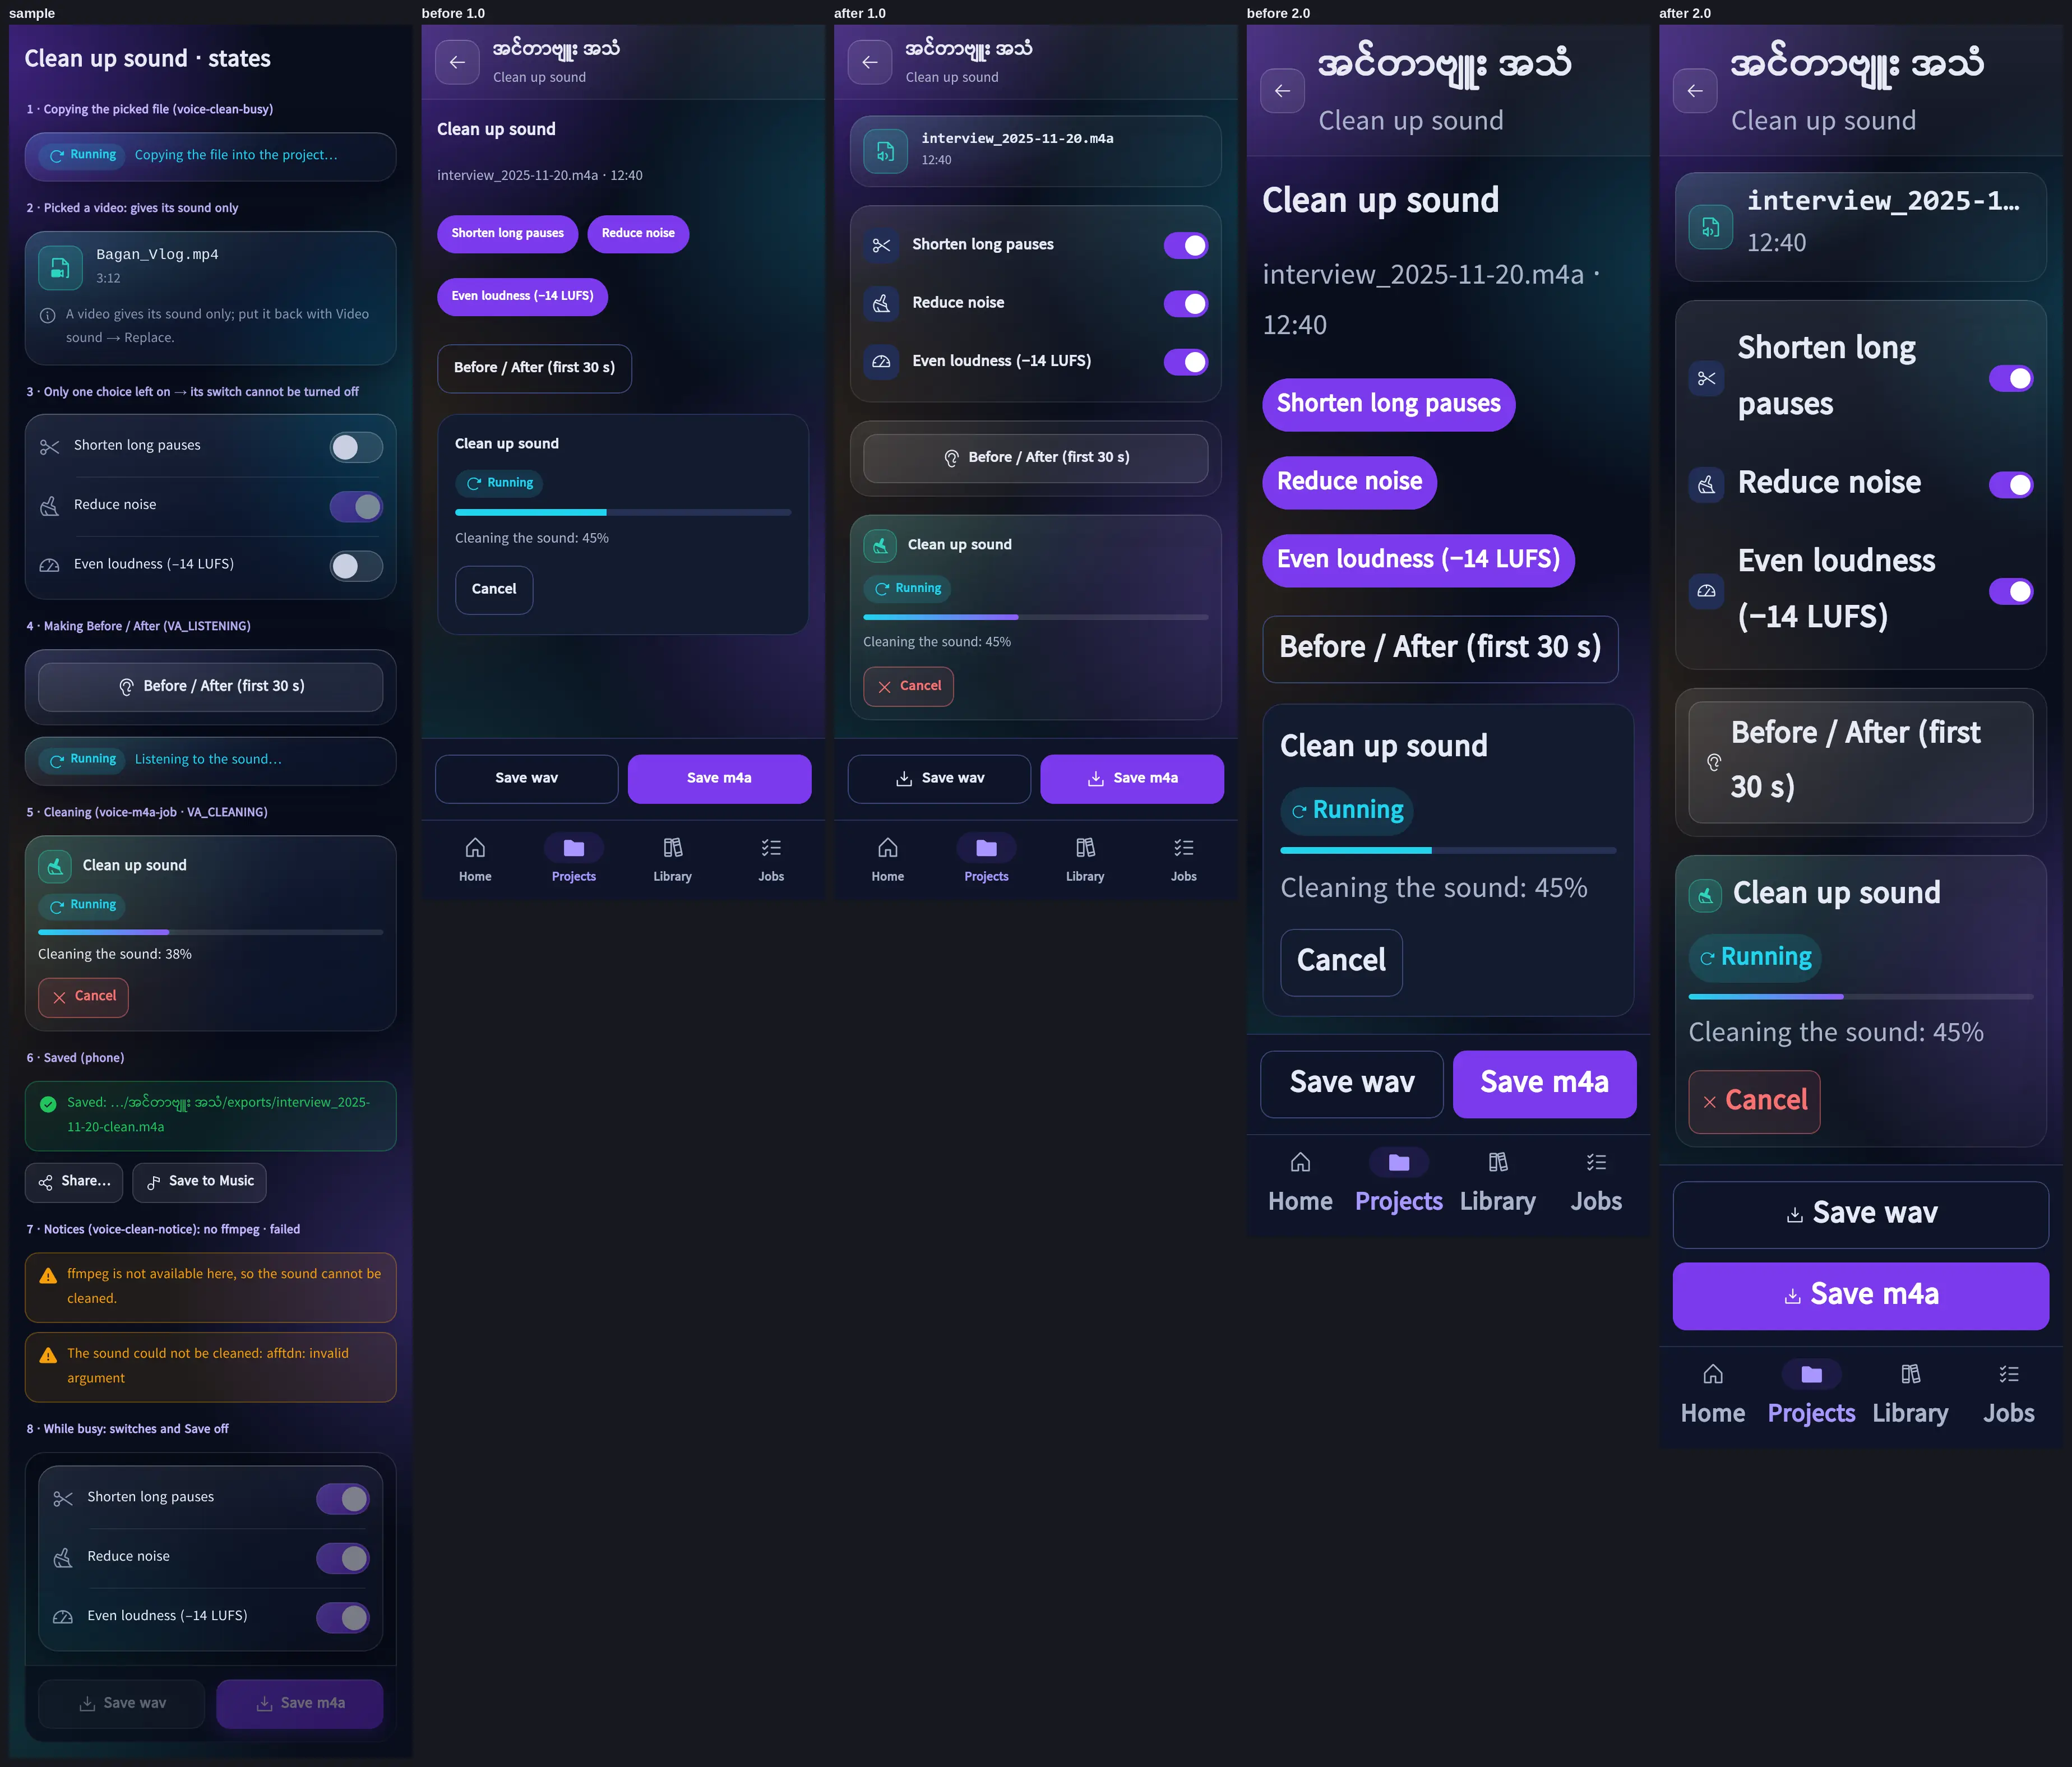 sample
Clean up sound · states
1 · Copying the picked file (voice-clean-busy)
Running
Copying the file into the project…
2 · Picked a video: gives its sound only
Bagan_Vlog.mp4
3:12
A video gives its sound only; put it back with Video
sound → Replace.
3 · Only one choice left on → its switch cannot be turned off
Shorten long pauses
Reduce noise
Even loudness (−14 LUFS)
4 · Making Before / After (VA_LISTENING)
Before / After (first 30 s)
Running
Listening to the sound…
5 · Cleaning (voice-m4a-job · VA_CLEANING)
Clean up sound
Running
Cleaning the sound: 38%
Cancel
6 · Saved (phone)
Saved: …/အင်တာဗျူး အသံ/exports/interview_2025-
11-20-clean.m4a
Share…
Save to Music
7 · Notices (voice-clean-notice): no ffmpeg · failed
ffmpeg is not available here, so the sound cannot be
cleaned.
The sound could not be cleaned: afftdn: invalid
argument
8 · While busy: switches and Save off
Shorten long pauses
Reduce noise
Even loudness (−14 LUFS)
Save wav
Save m4a
before 1.0
အင်တာဗျူး အသံ
Clean up sound
Clean up sound
interview_2025-11-20.m4a · 12:40
Shorten long pauses
Reduce noise
Even loudness (−14 LUFS)
Before / After (first 30 s)
Clean up sound
Running
Cleaning the sound: 45%
Cancel
Save wav
Save m4a
Home
Projects
Library
Jobs
after 1.0
အင်တာဗျူး အသံ
Clean up sound
interview_2025-11-20.m4a
12:40
Shorten long pauses
Reduce noise
Even loudness (−14 LUFS)
Before / After (first 30 s)
Clean up sound
Running
Cleaning the sound: 45%
Cancel
Save wav
Save m4a
Home
Projects
Library
Jobs
before 2.0
အင်တာဗျူး အသံ
Clean up sound
Clean up sound
interview_2025-11-20.m4a ·
12:40
Shorten long pauses
Reduce noise
Even loudness (−14 LUFS)
Before / After (first 30 s)
Clean up sound
Running
Cleaning the sound: 45%
Cancel
Save wav
Save m4a
Home
Projects
Library
Jobs
after 2.0
အင်တာဗျူး အသံ
Clean up sound
interview_2025-1…
12:40
Shorten long
pauses
Reduce noise
Even loudness
(−14 LUFS)
Before / After (first
30 s)
Clean up sound
Running
Cleaning the sound: 45%
Cancel
Save wav
Save m4a
Home
Projects
Library
Jobs